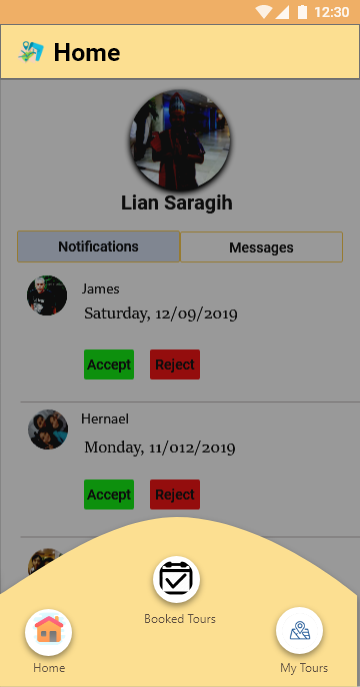 12:30
Home
Lian Saragih
Notifications
Messages
James
Saturday, 12/09/2019
Accept
Reject
Hernael
Monday, 11/012/2019
Accept
Reject
Booked Tours
Home
My Tours